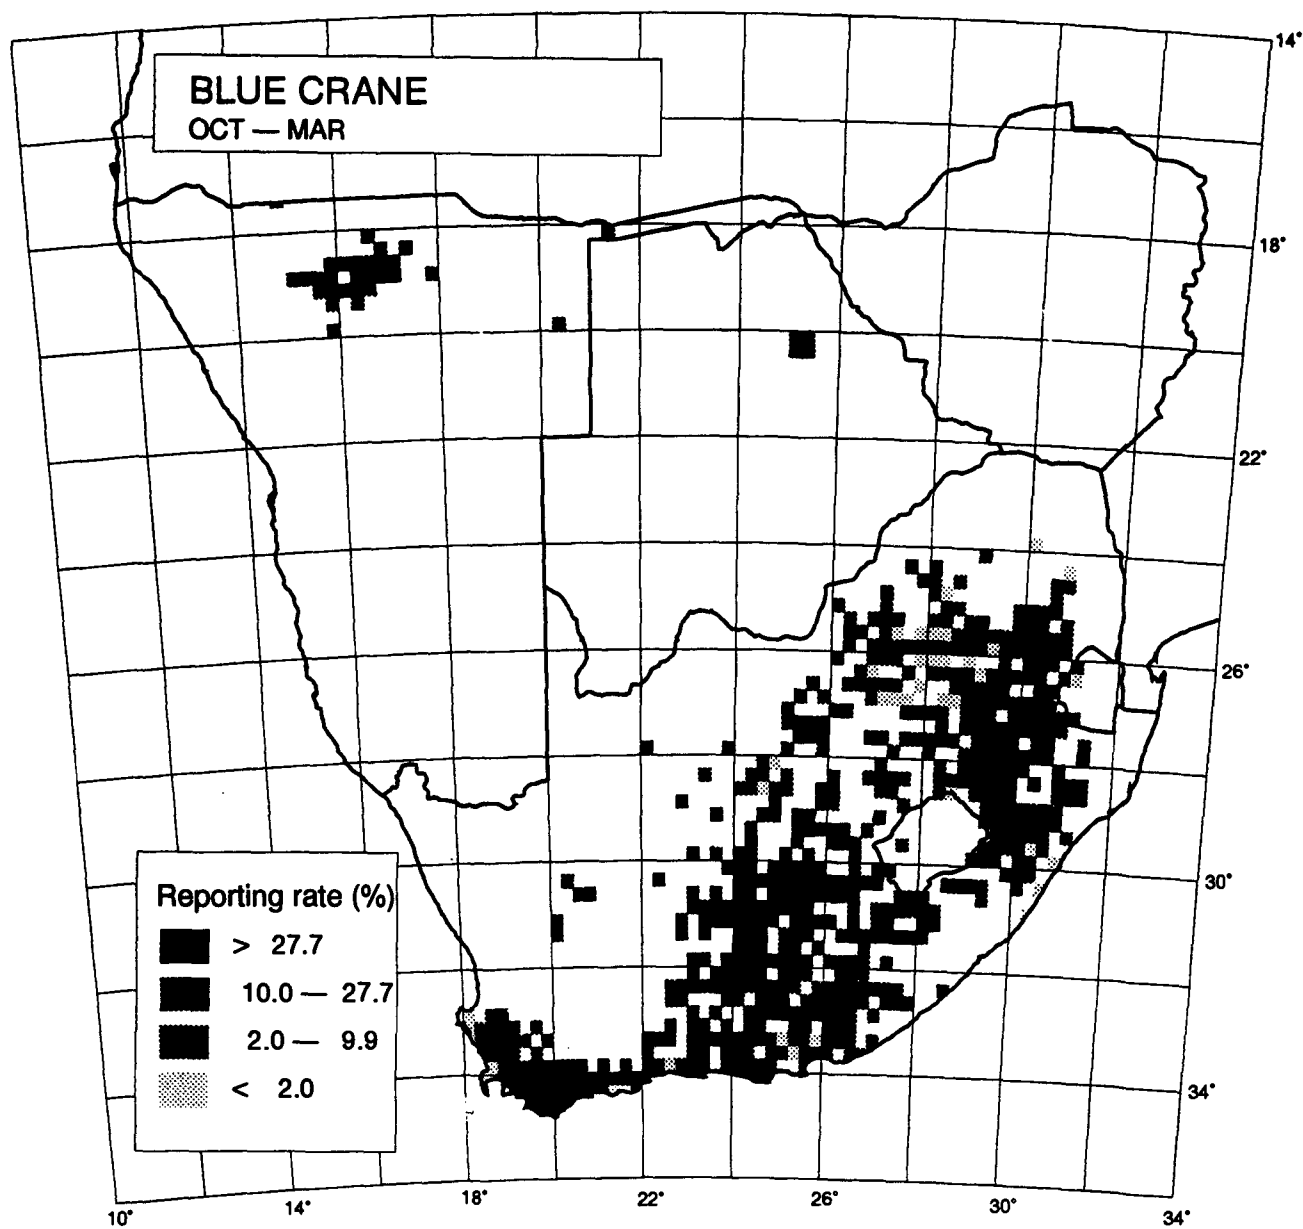 BLUE CRANE
OCT — MAR
14°
18°
22°
26°
30°
34°
Reporting rate (%)
> 27.7
10.0 — 27.7
2.0 — 9.9
< 2.0
10° 14° 18° 22° 26° 30° 34°